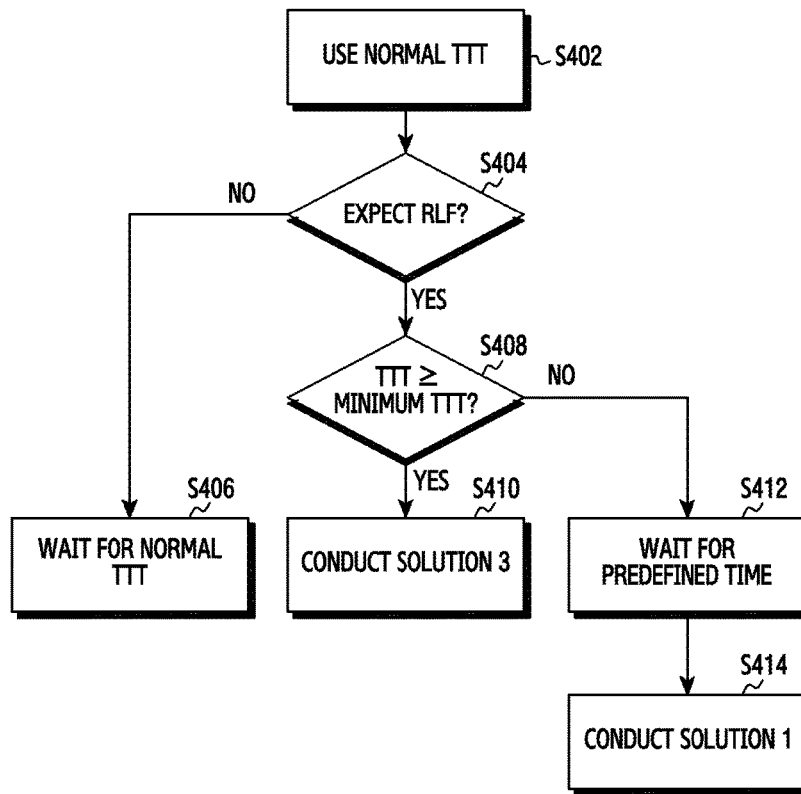 USE NORMAL TTT
S402
S404
NO
EXPECT RLF?
YES
S408
TTT ≥
MINIMUM TTT?
NO
YES
S406
WAIT FOR NORMAL
TTT
S410
CONDUCT SOLUTION 3
S412
WAIT FOR
PREDEFINED TIME
S414
CONDUCT SOLUTION 1